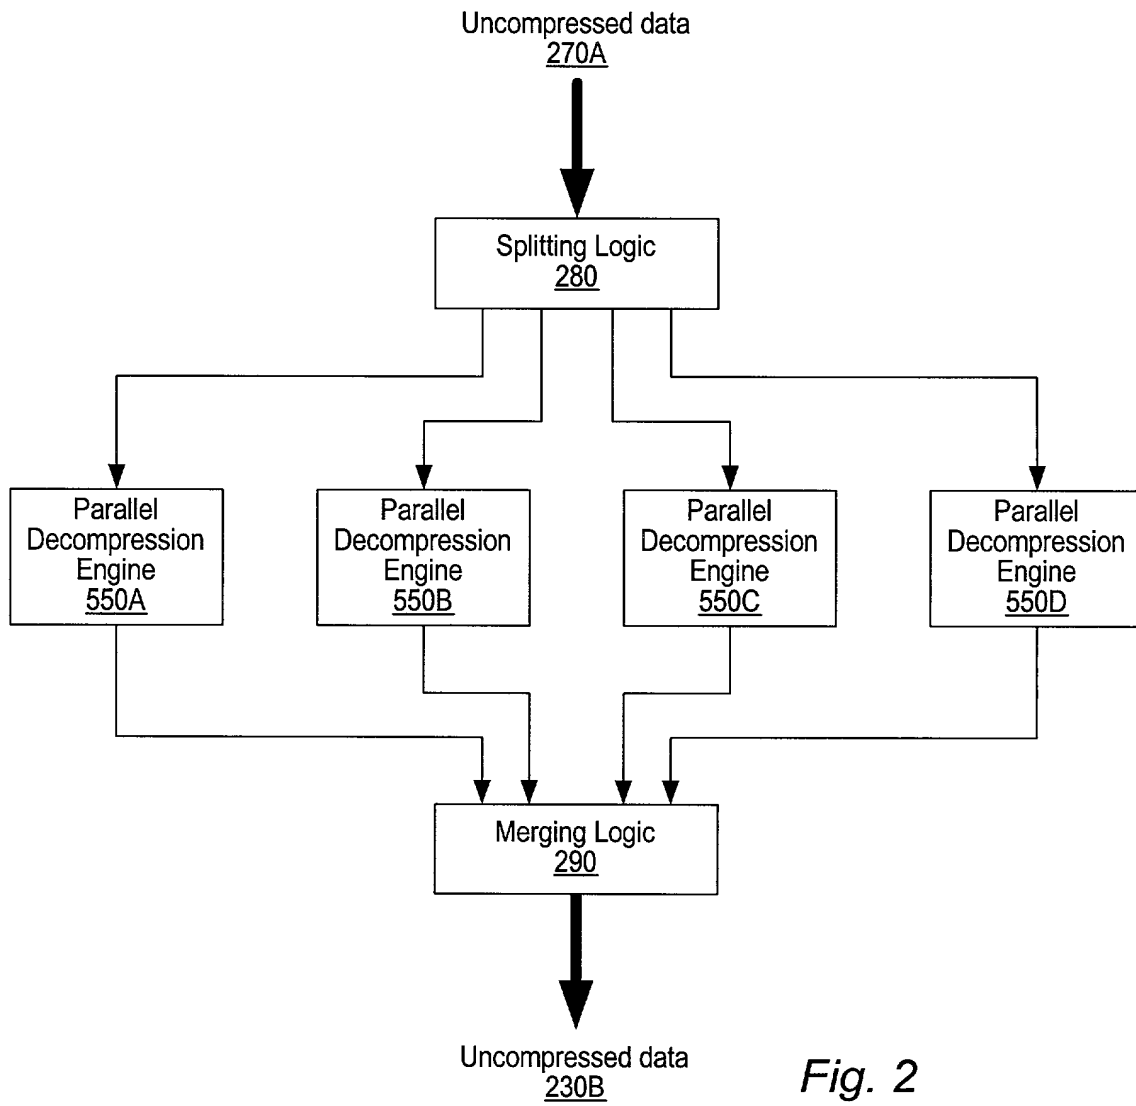 Uncompressed data
270A
Splitting Logic
280
Parallel
Decompression
Engine
550A
Parallel
Decompression
Engine
550B
Parallel
Decompression
Engine
550C
Parallel
Decompression
Engine
550D
Merging Logic
290
Uncompressed data
230B
Fig. 2